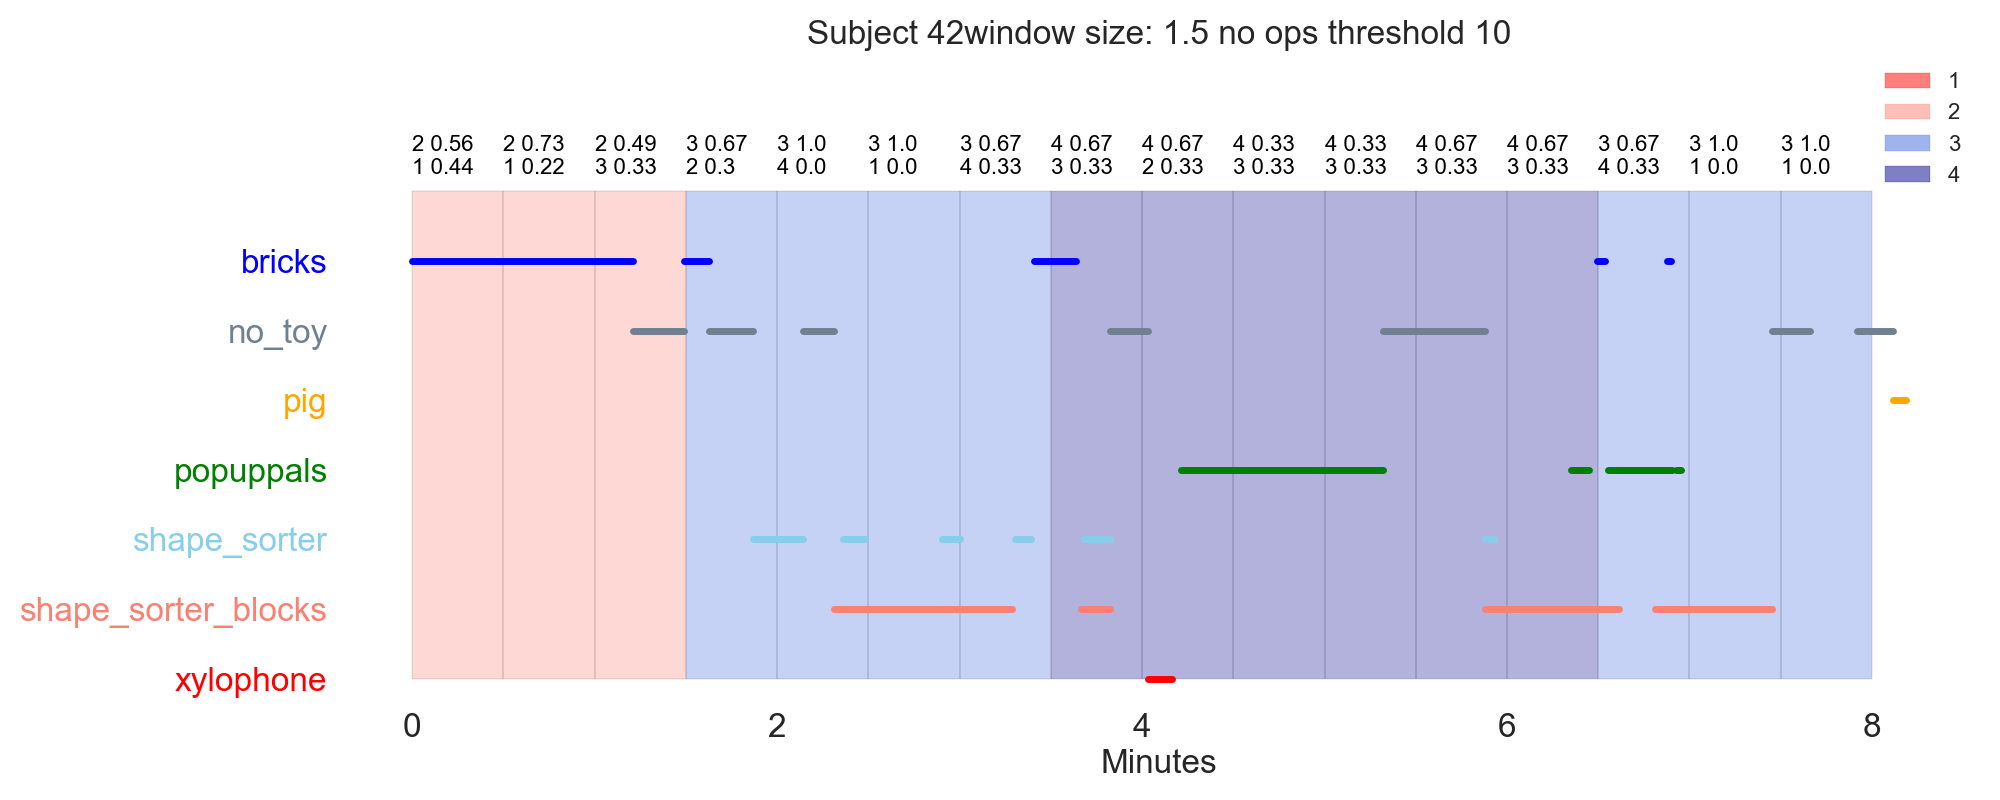 Subject 42window size: 1.5 no ops threshold 10
1
2
3
4
2 0.56 2 0.73 2 0.49 3 0.67 3 1.0 3 1.0 3 0.67 4 0.67 4 0.67 4 0.33 4 0.33 4 0.67 4 0.67 3 0.67 3 1.0 3 1.0
1 0.44 1 0.22 3 0.33 2 0.3 4 0.0 1 0.0 4 0.33 3 0.33 2 0.33 3 0.33 3 0.33 3 0.33 3 0.33 4 0.33 1 0.0 1 0.0
bricks
no_toy
pig
popuppals
shape_sorter
shape_sorter_blocks
xylophone
0 2 4 6 8
Minutes